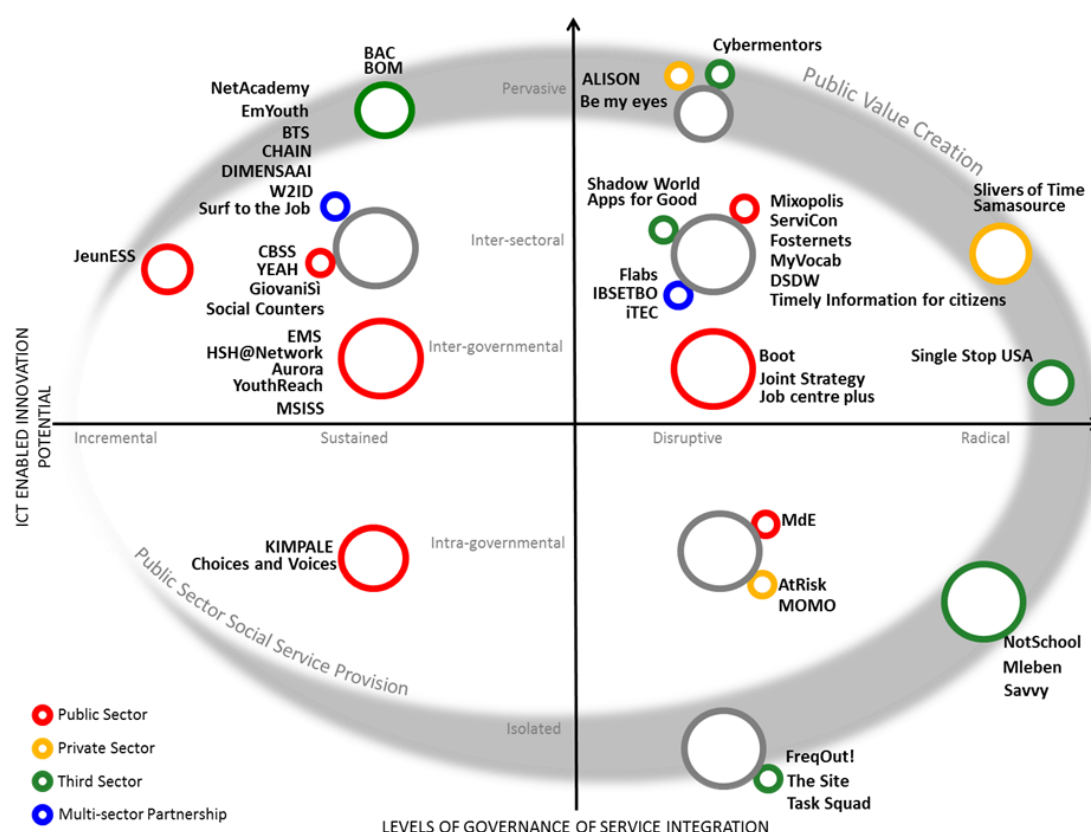 BAC
BOM
NetAcademy
EmYouth
BTS
CHAIN
DIMENSAAI
W2ID
Surf to the Job
JeunESS
CBSS
YEAH
GiovaniSì
Social Counters
EMS
HSH@Network
Aurora
YouthReach
MSISS
Pervasive
Inter-sectoral
Inter-governmental
Cybermentors
ALISON
Be my eyes
Public Value Creation
Shadow World
Apps for Good
Mixopolis
ServiCon
Fosternets
MyVocab
DSDW
Timely Information for citizens
Flabs
IBSETBO
iTEC
Slivers of Time
Samasource
Boot
Joint Strategy
Job centre plus
Single Stop USA
ICT ENABLED INNOVATION
POTENTIAL
Incremental
Sustained
Disruptive
Radical
KIMPALE
Choices and Voices
Intra-governmental
MdE
AtRisk
MOMO
NotSchool
Mleben
Savvy
Public Sector Social Service Provision
Isolated
FreqOut!
The Site
Task Squad
Public Sector
Private Sector
Third Sector
Multi-sector Partnership
LEVELS OF GOVERNANCE OF SERVICE INTEGRATION